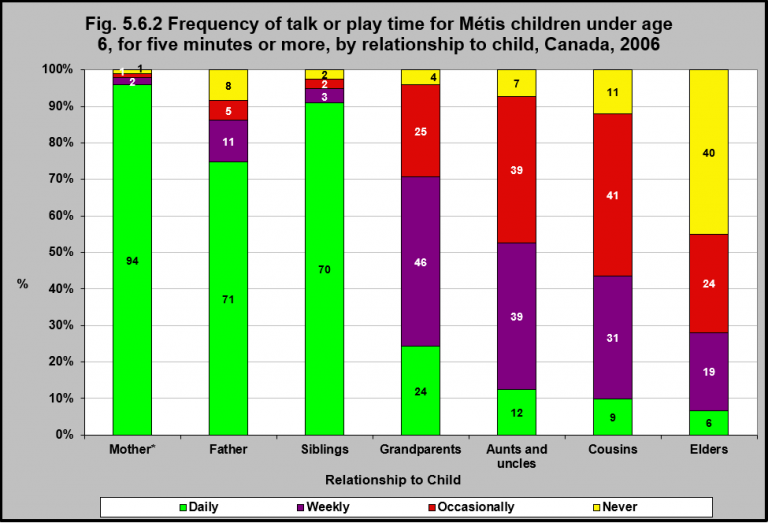 Fig. 5.6.2 Frequency of talk or play time for Métis children under age
6, for five minutes or more, by relationship to child, Canada, 2006
100%
90%
80%
70%
60%
50%
40%
30%
20%
10%
0%
%
1
1
2
94
8
5
11
71
2
2
3
70
4
25
46
24
7
39
39
12
11
41
31
9
40
24
19
6
Mother*
Father
Siblings
Grandparents
Aunts and
uncles
Cousins
Elders
Relationship to Child
Daily
Weekly
Occasionally
Never